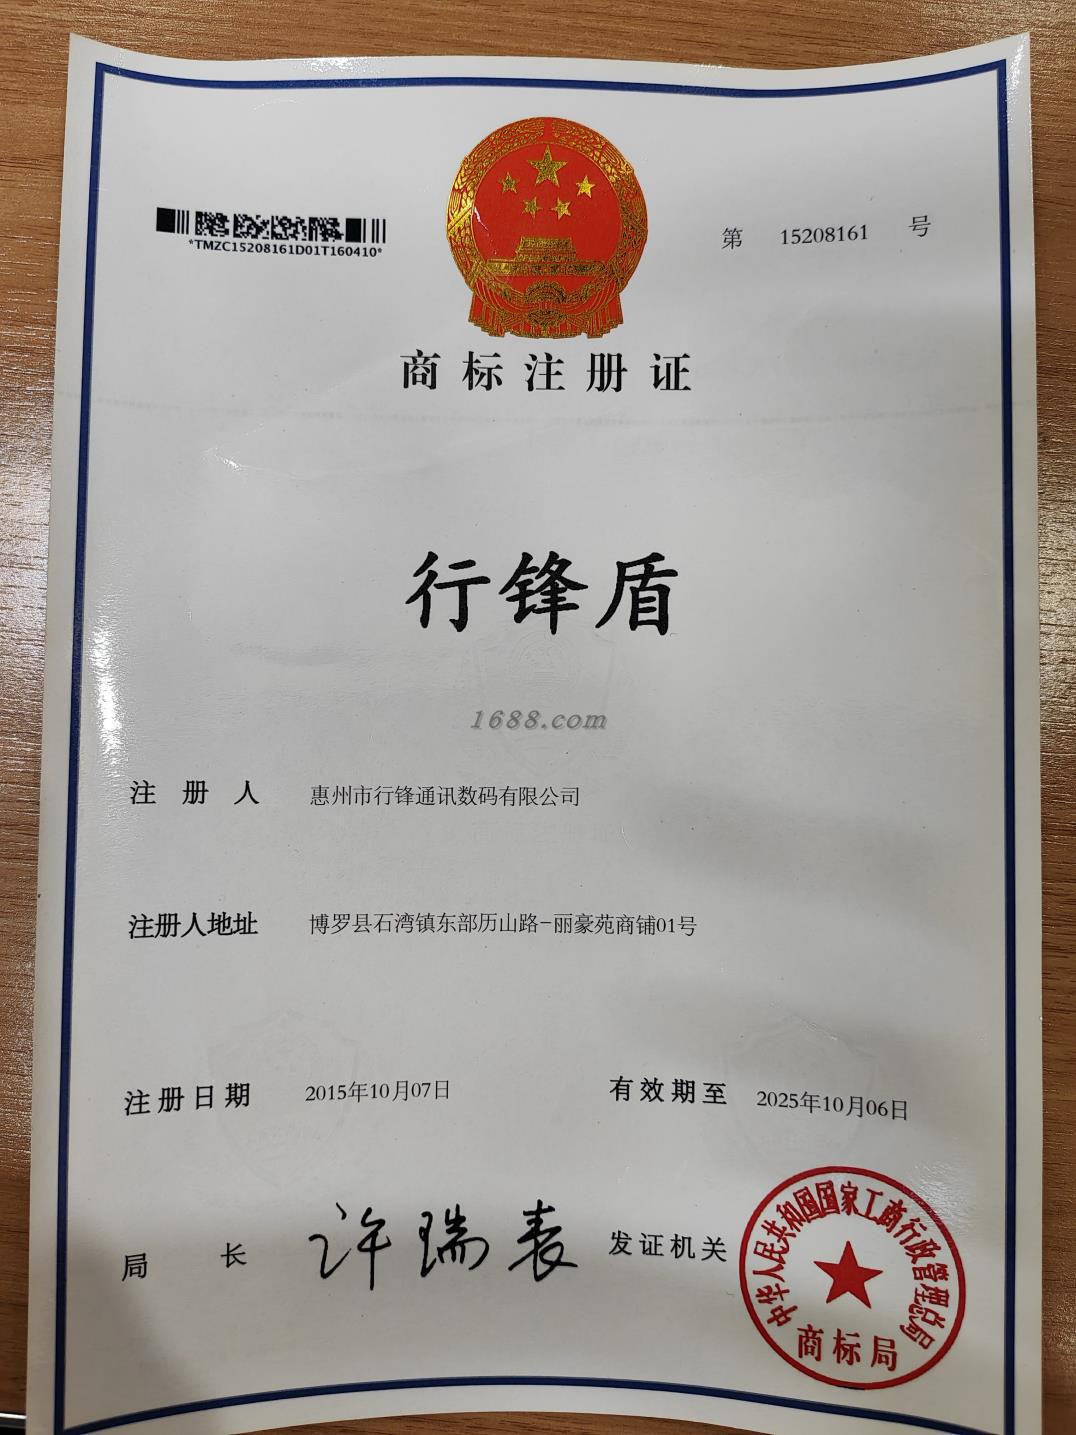 *TMZC15208161D01T160410*
第 15208161 号
商标注册证
行锋盾
1688.com
注册人 惠州市行锋通讯数码有限公司
注册人地址 博罗县石湾镇东部历山路-丽豪苑商铺01号
注册日期 2015年10月07日 有效期至 2025年10月06日
局长 许瑞表 发证机关
中华人民共和国国家工商行政管理总局
商标局